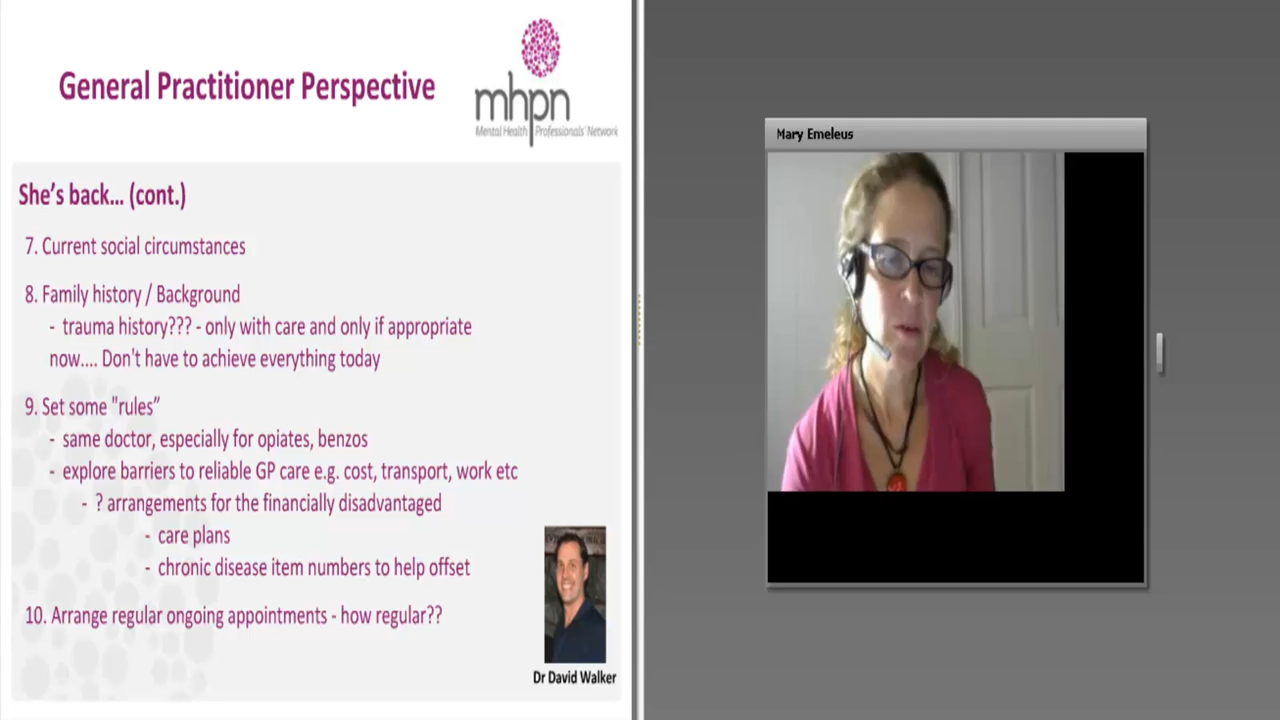 General Practitioner Perspective
mhpn
Mental Health Professionals' Network
She's back... (cont.)
7. Current social circumstances
8. Family history / Background
- trauma history??? - only with care and only if appropriate
now.... Don't have to achieve everything today
9. Set some "rules”
- same doctor, especially for opiates, benzos
- explore barriers to reliable GP care e.g. cost, transport, work etc
- ? arrangements for the financially disadvantaged
- care plans
- chronic disease item numbers to help offset
10. Arrange regular ongoing appointments - how regular??
Dr David Walker
Mary Emeleus